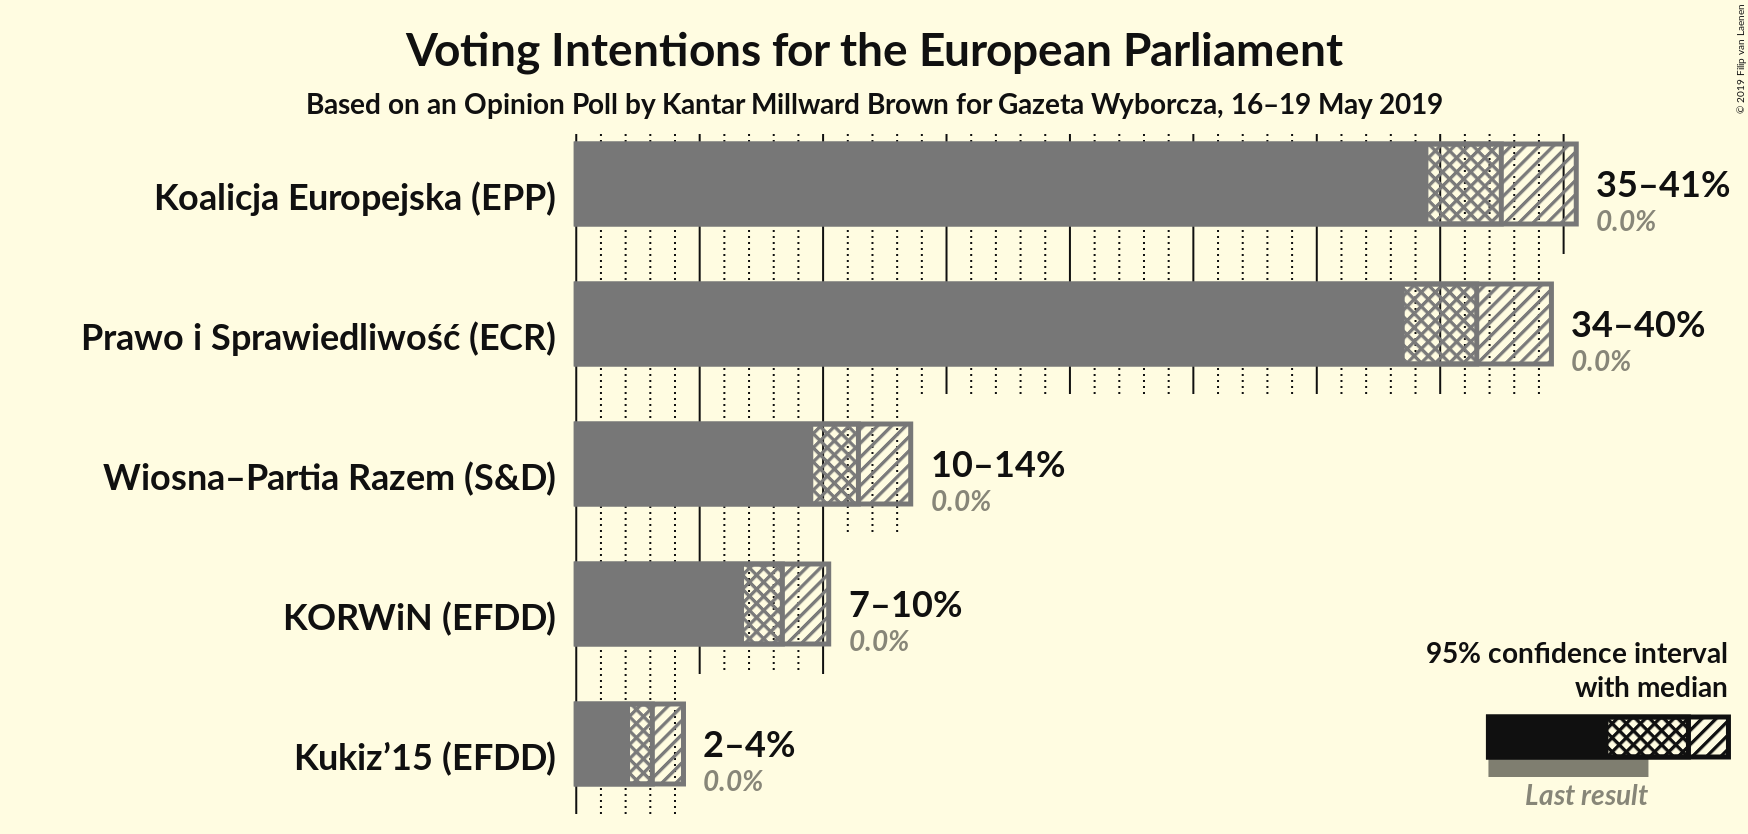 Voting Intentions for the European Parliament
Based on an Opinion Poll by Kantar Millward Brown for Gazeta Wyborcza, 16–19 May 2019
© 2019 Filip van Laenen
Koalicja Europejska (EPP)
35–41%
0.0%
Prawo i Sprawiedliwość (ECR)
34–40%
0.0%
Wiosna–Partia Razem (S&D)
10–14%
0.0%
KORWiN (EFDD)
7–10%
0.0%
Kukiz’15 (EFDD)
2–4%
0.0%
95% confidence interval
with median
Last result